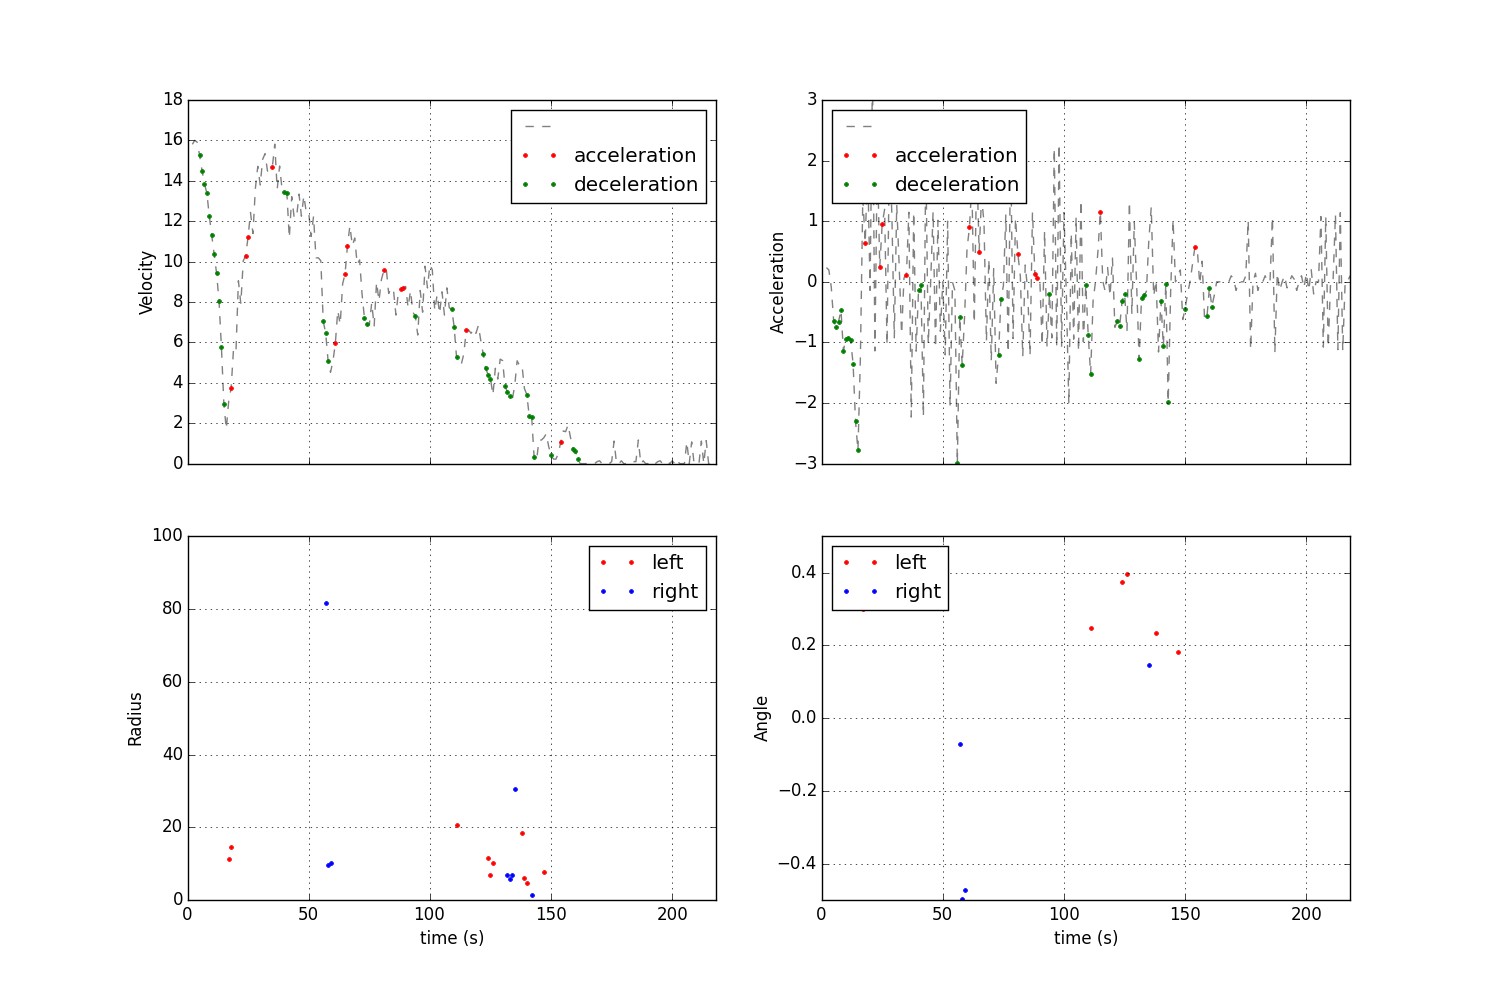 18
16
14
12
10
8
6
4
2
0
Velocity
acceleration
deceleration
3
2
1
0
−1
−2
−3
Acceleration
acceleration
deceleration
100
80
60
40
20
0
Radius
0 50 100 150 200
time (s)
left
right
0.4
0.2
0.0
−0.2
−0.4
Angle
0 50 100 150 200
time (s)
left
right